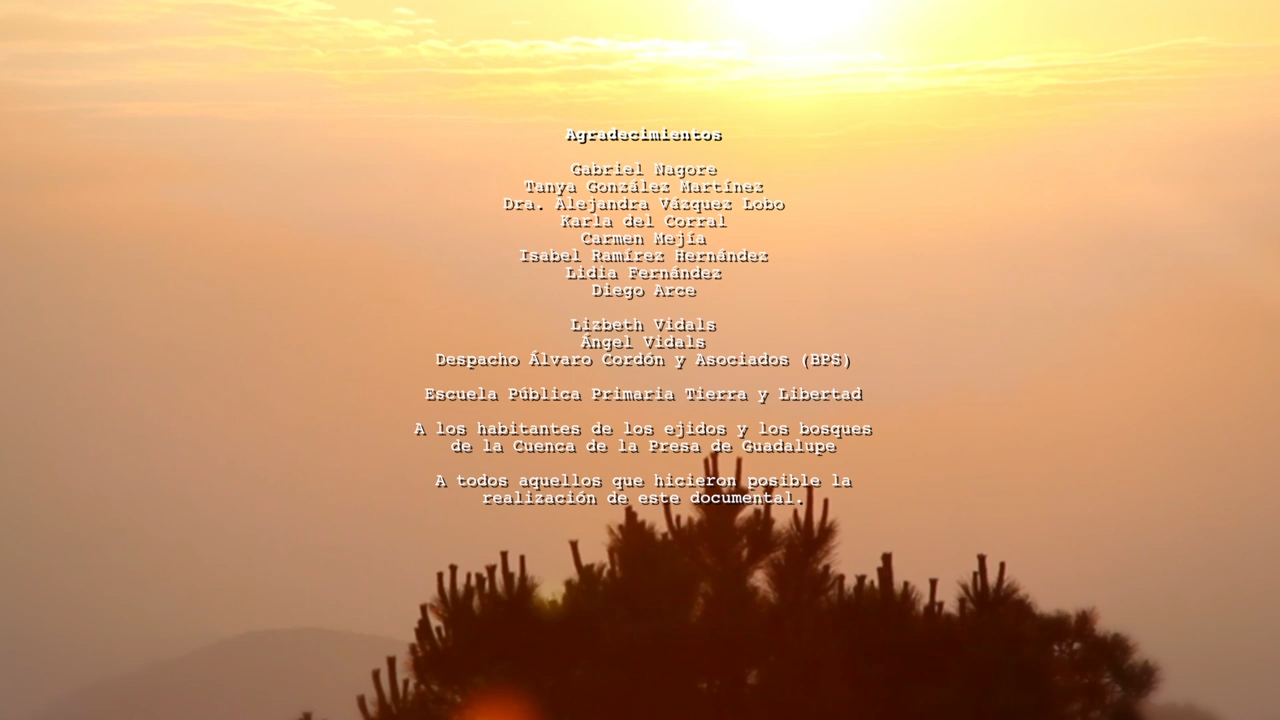 Agradecimientos
Gabriel Nagore
Tanya González Martínez
Dra. Alejandra Vázquez Lobo
Karla del Corral
Carmen Mejía
Isabel Ramírez Hernández
Lidia Fernández
Diego Arce
Lizbeth Vidals
Ángel Vidals
Despacho Álvaro Cordón y Asociados (BPS)
Escuela Pública Primaria Tierra y Libertad
A los habitantes de los ejidos y los bosques
de la Cuenca de la Presa de Guadalupe
A todos aquellos que hicieron posible la
realización de este documental.